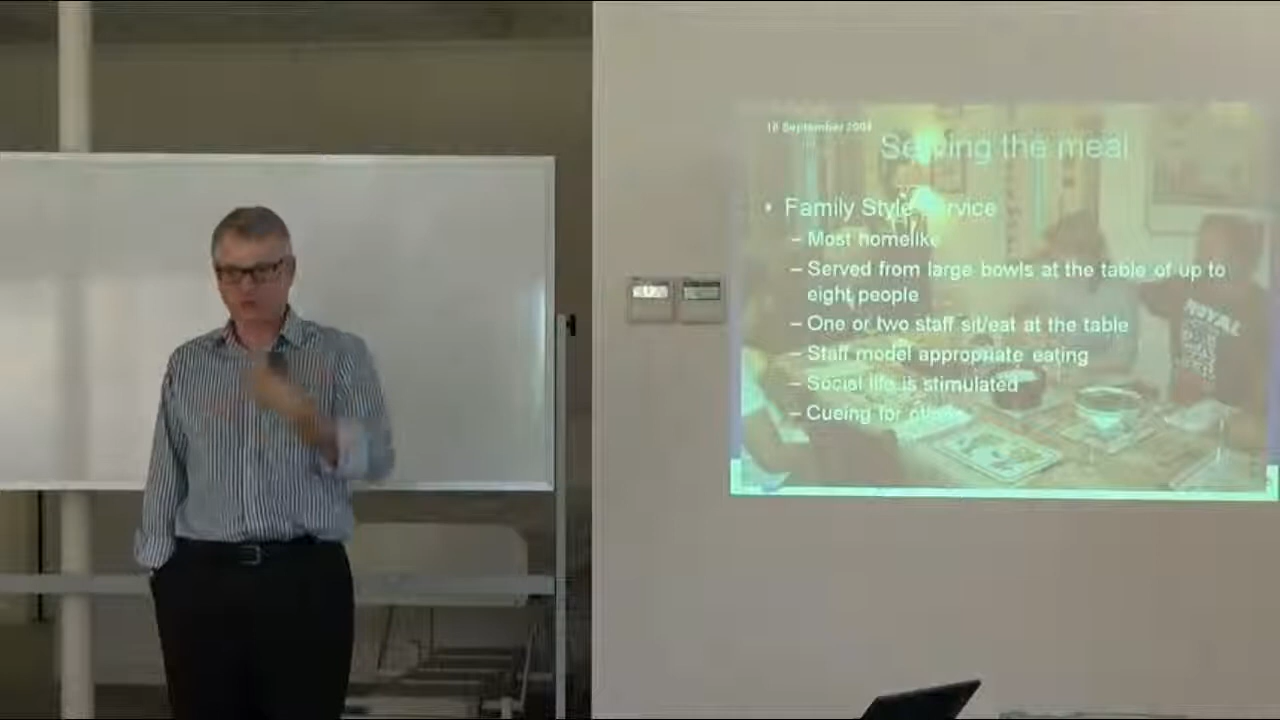 18 September 2008
Serving the meal
• Family Style Service
– Most homelike
– Served from large bowls at the table of up to
eight people
– One or two staff sit/eat at the table
– Staff model appropriate eating
– Social life is stimulated
– Cueing for others